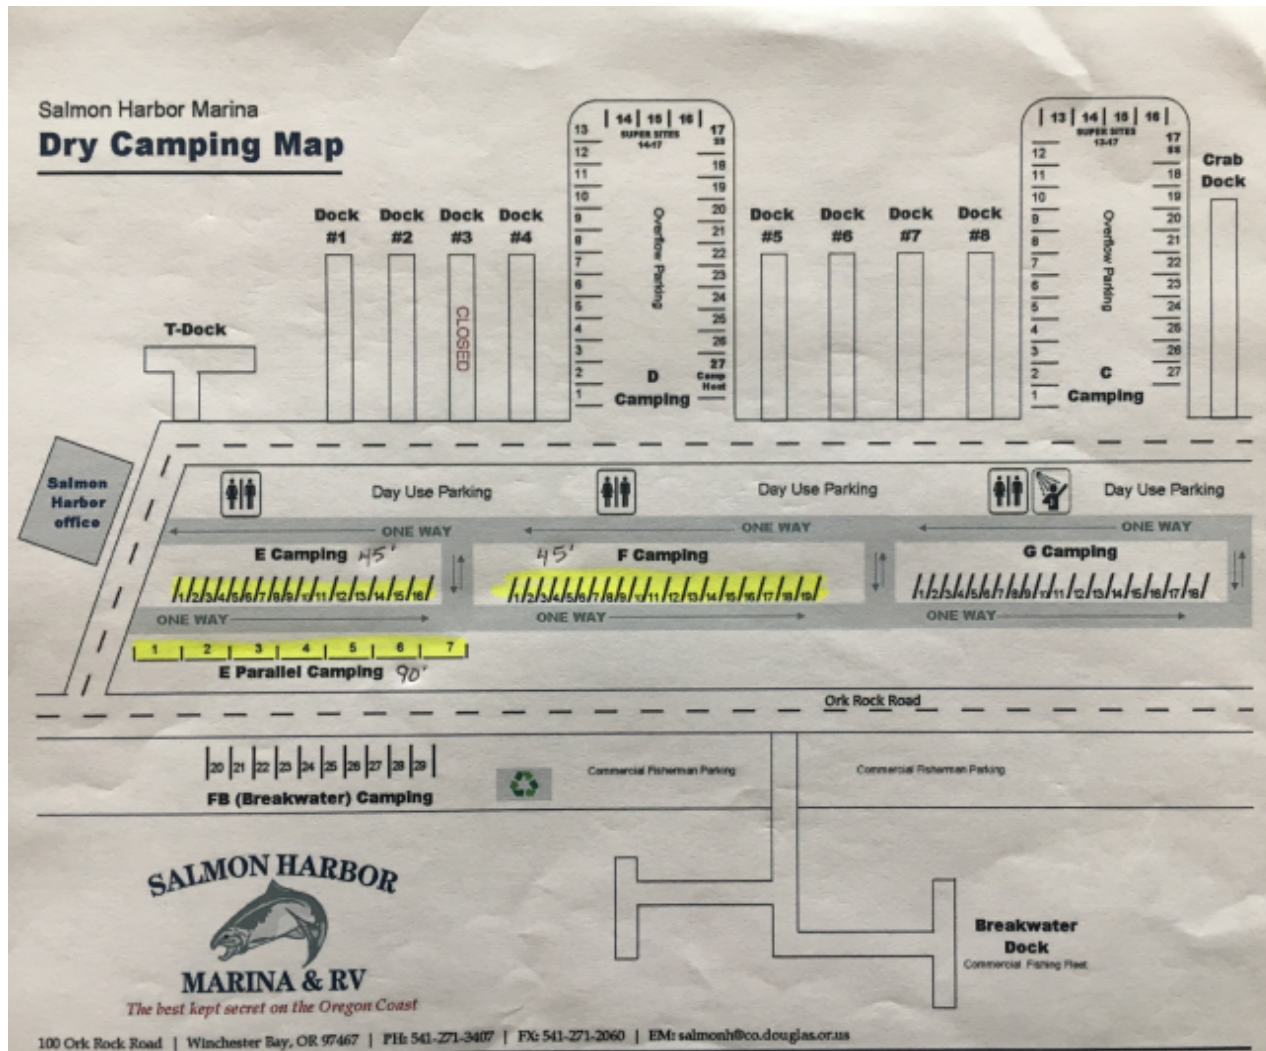 Salmon Harbor Marina
Dry Camping Map
14 15 16
SUPER SITES
14-17
13
12
11
10
9
8
7
6
5
4
3
2
1
17
SS
18
19
20
21
22
23
24
25
26
27
Camp
Host
Overflow Parking
D
Camping
13 14 15 16
SUPER SITES
13-17
12
11
10
9
8
7
6
5
4
3
2
1
17
SS
18
19
20
21
22
23
24
25
26
27
Overflow Parking
C
Camping
Crab
Dock
Dock
#1
Dock
#2
Dock
#3
CLOSED
Dock
#4
Dock
#5
Dock
#6
Dock
#7
Dock
#8
T-Dock
Salmon
Harbor
office
Day Use Parking
Day Use Parking
Day Use Parking
ONE WAY
ONE WAY
ONE WAY
E Camping 45'
45' F Camping
G Camping
1 2 3 4 5 6 7 8 9 10 11 12 13 14 15 16
1 2 3 4 5 6 7 8 9 10 11 12 13 14 15 16 17 18 19
1 2 3 4 5 6 7 8 9 10 11 12 13 14 15 16 17 18
ONE WAY
ONE WAY
ONE WAY
1 2 3 4 5 6 7
E Parallel Camping 90'
Ork Rock Road
20 21 22 23 24 25 26 27 28 29
FB (Breakwater) Camping
Commercial Fisherman Parking
Commercial Fisherman Parking
SALMON HARBOR
MARINA & RV
The best kept secret on the Oregon Coast
Breakwater
Dock
Commercial Fishing Fleet
100 Ork Rock Road | Winchester Bay, OR 97467 | PH: 541-271-3407 | FX: 541-271-2060 | EM: salmonh@co.douglas.or.us